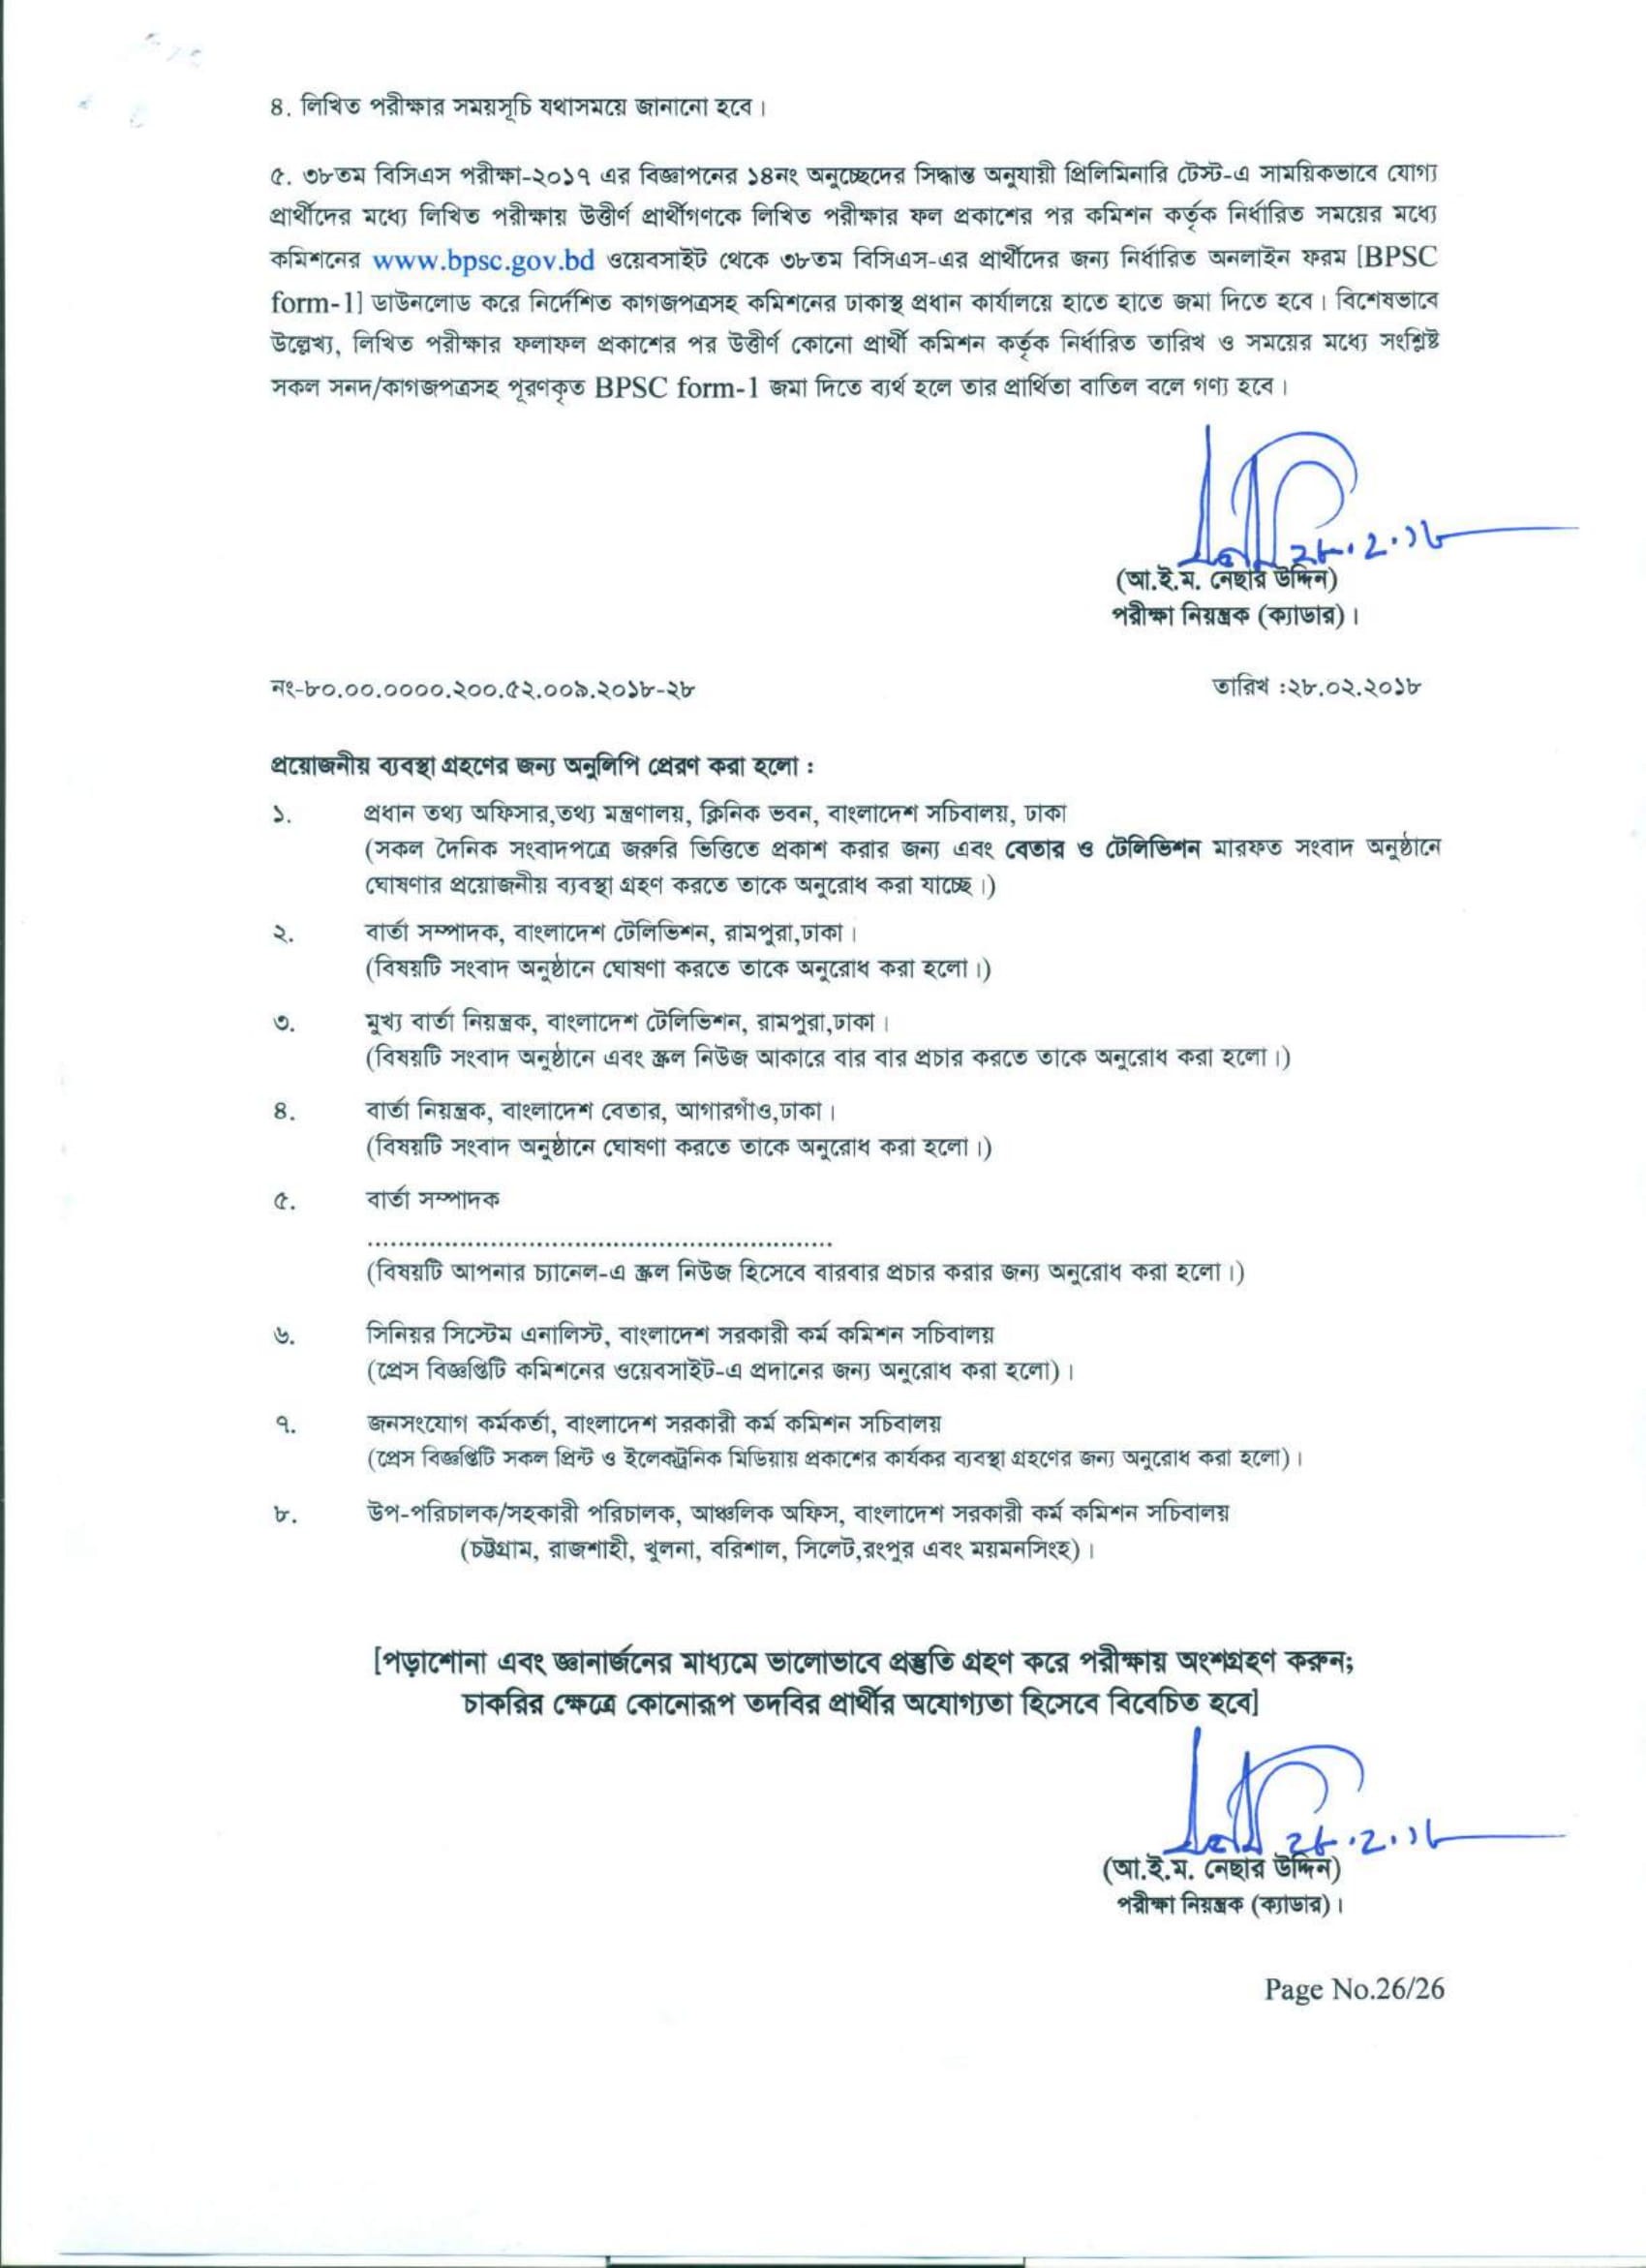 ৪. লিখিত পরীক্ষার সময়সূচি যথাসময়ে জানানো হবে।
৫. ৩৮তম বিসিএস পরীক্ষা-২০১৭ এর বিজ্ঞাপনের ১৪নং অনুচ্ছেদের সিদ্ধান্ত অনুযায়ী প্রিলিমিনারি টেস্ট-এ সাময়িকভাবে যোগ্য
প্রার্থীদের মধ্যে লিখিত পরীক্ষায় উত্তীর্ণ প্রার্থীগণকে লিখিত পরীক্ষার ফল প্রকাশের পর কমিশন কর্তৃক নির্ধারিত সময়ের মধ্যে
কমিশনের www.bpsc.gov.bd ওয়েবসাইট থেকে ৩৮তম বিসিএস-এর প্রার্থীদের জন্য নির্ধারিত অনলাইন ফরম [BPSC
form-1] ডাউনলোড করে নির্দেশিত কাগজপত্রসহ কমিশনের ঢাকাস্থ প্রধান কার্যালয়ে হাতে হাতে জমা দিতে হবে। বিশেষভাবে
উল্লেখ্য, লিখিত পরীক্ষার ফলাফল প্রকাশের পর উত্তীর্ণ কোনো প্রার্থী কমিশন কর্তৃক নির্ধারিত তারিখ ও সময়ের মধ্যে সংশ্লিষ্ট
সকল সনদ/কাগজপত্রসহ পূরণকৃত BPSC form-1 জমা দিতে ব্যর্থ হলে তার প্রার্থিতা বাতিল বলে গণ্য হবে।
২৮.২.১৮
(আ.ই.ম. নেছার উদ্দিন)
পরীক্ষা নিয়ন্ত্রক (ক্যাডার)।
নং-৮০.০০.০০০০.২০০.৫২.০০৯.২০১৮-২৮ তারিখ :২৮.০২.২০১৮
প্রয়োজনীয় ব্যবস্থা গ্রহণের জন্য অনুলিপি প্রেরণ করা হলো :
১. প্রধান তথ্য অফিসার,তথ্য মন্ত্রণালয়, ক্লিনিক ভবন, বাংলাদেশ সচিবালয়, ঢাকা
(সকল দৈনিক সংবাদপত্রে জরুরি ভিত্তিতে প্রকাশ করার জন্য এবং বেতার ও টেলিভিশন মারফত সংবাদ অনুষ্ঠানে
ঘোষণার প্রয়োজনীয় ব্যবস্থা গ্রহণ করতে তাকে অনুরোধ করা যাচ্ছে।)
২. বার্তা সম্পাদক, বাংলাদেশ টেলিভিশন, রামপুরা,ঢাকা।
(বিষয়টি সংবাদ অনুষ্ঠানে ঘোষণা করতে তাকে অনুরোধ করা হলো।)
৩. মুখ্য বার্তা নিয়ন্ত্রক, বাংলাদেশ টেলিভিশন, রামপুরা,ঢাকা।
(বিষয়টি সংবাদ অনুষ্ঠানে এবং স্ক্রল নিউজ আকারে বার বার প্রচার করতে তাকে অনুরোধ করা হলো।)
৪. বার্তা নিয়ন্ত্রক, বাংলাদেশ বেতার, আগারগাঁও,ঢাকা।
(বিষয়টি সংবাদ অনুষ্ঠানে ঘোষণা করতে তাকে অনুরোধ করা হলো।)
৫. বার্তা সম্পাদক
............................................................
(বিষয়টি আপনার চ্যানেল-এ স্ক্রল নিউজ হিসেবে বারবার প্রচার করার জন্য অনুরোধ করা হলো।)
৬. সিনিয়র সিস্টেম এনালিস্ট, বাংলাদেশ সরকারী কর্ম কমিশন সচিবালয়
(প্রেস বিজ্ঞপ্তিটি কমিশনের ওয়েবসাইট-এ প্রদানের জন্য অনুরোধ করা হলো)।
৭. জনসংযোগ কর্মকর্তা, বাংলাদেশ সরকারী কর্ম কমিশন সচিবালয়
(প্রেস বিজ্ঞপ্তিটি সকল প্রিন্ট ও ইলেকট্রনিক মিডিয়ায় প্রকাশের কার্যকর ব্যবস্থা গ্রহণের জন্য অনুরোধ করা হলো)।
৮. উপ-পরিচালক/সহকারী পরিচালক, আঞ্চলিক অফিস, বাংলাদেশ সরকারী কর্ম কমিশন সচিবালয়
(চট্টগ্রাম, রাজশাহী, খুলনা, বরিশাল, সিলেট,রংপুর এবং ময়মনসিংহ)।
[পড়াশোনা এবং জ্ঞানার্জনের মাধ্যমে ভালোভাবে প্রস্তুতি গ্রহণ করে পরীক্ষায় অংশগ্রহণ করুন;
চাকরির ক্ষেত্রে কোনোরূপ তদবির প্রার্থীর অযোগ্যতা হিসেবে বিবেচিত হবে]
২৮.২.১৮
(আ.ই.ম. নেছার উদ্দিন)
পরীক্ষা নিয়ন্ত্রক (ক্যাডার)।
Page No.26/26